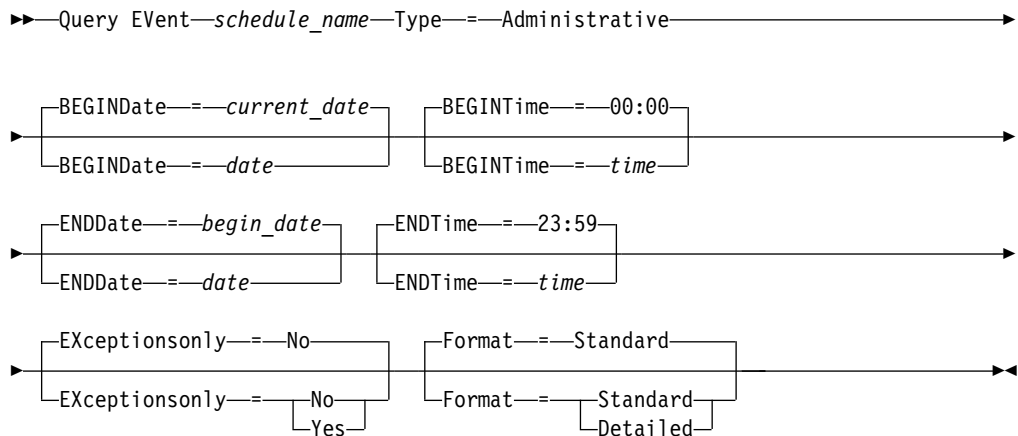 Query EVent schedule_name Type = Administrative
BEGINDate = current_date BEGINTime = 00:00
BEGINDate = date BEGINTime = time
ENDDate = begin_date ENDTime = 23:59
ENDDate = date ENDTime = time
EXceptionsonly = No Format = Standard
EXceptionsonly = No Format = Standard
Yes Detailed